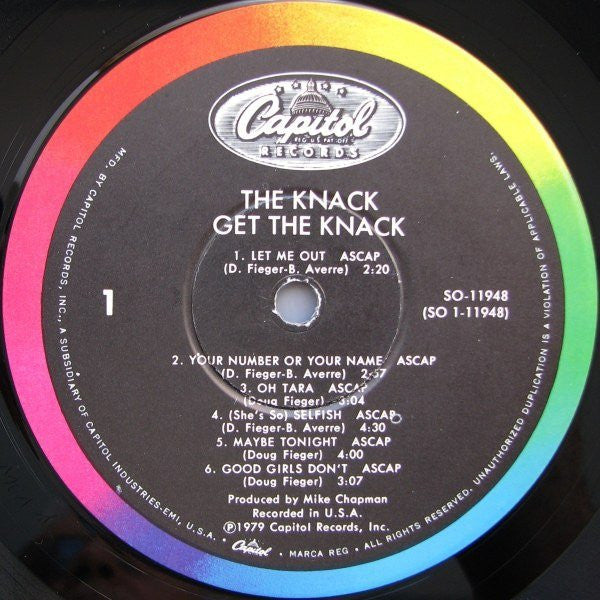 Capitol
REG. U.S. PAT. OFF.
RECORDS
THE KNACK
GET THE KNACK
1. LET ME OUT ASCAP
(D. Fieger-B. Averre) 2:20
1
SO-11948
(SO 1-11948)
2. YOUR NUMBER OR YOUR NAME ASCAP
(D. Fieger-B. Averre) 2:57
3. OH TARA ASCAP
(Doug Fieger) 3:04
4. (She's So) SELFISH ASCAP
(D. Fieger-B. Averre) 4:30
5. MAYBE TONIGHT ASCAP
(Doug Fieger) 4:00
6. GOOD GIRLS DON'T ASCAP
(Doug Fieger) 3:07
Produced by Mike Chapman
Recorded in U.S.A.
℗1979 Capitol Records, Inc.
MFD. BY CAPITOL RECORDS, INC., A SUBSIDIARY OF CAPITOL INDUSTRIES-EMI, U.S.A. • Capitol • MARCA REG • ALL RIGHTS RESERVED. UNAUTHORIZED DUPLICATION IS A VIOLATION OF APPLICABLE LAWS.